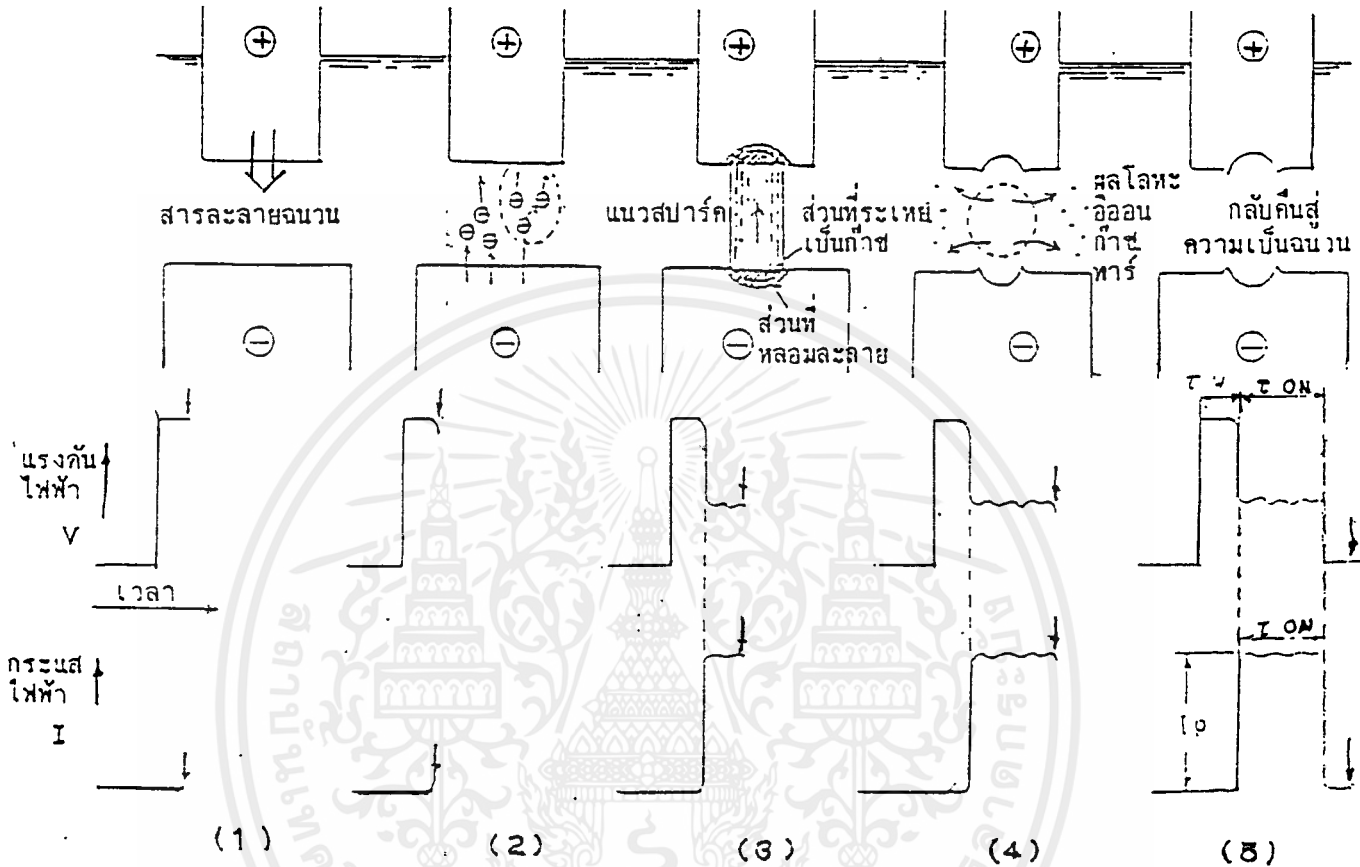 + + + + +
สารละลายฉนวน
แนวสปาร์ค
ส่วนที่ระเหย
เป็นก๊าซ
ส่วนที่
หลอมละลาย
ผลโลหะ
อิออน
ก๊าซ
ทาร์
กลับคืนสู่
ความเป็นฉนวน
⊖ ⊖ ⊖ ⊖ ⊖
แรงดัน
ไฟฟ้า
V
เวลา
กระแส
ไฟฟ้า
I
τ ON
τ ON
Ip
(1) (2) (3) (4) (5)